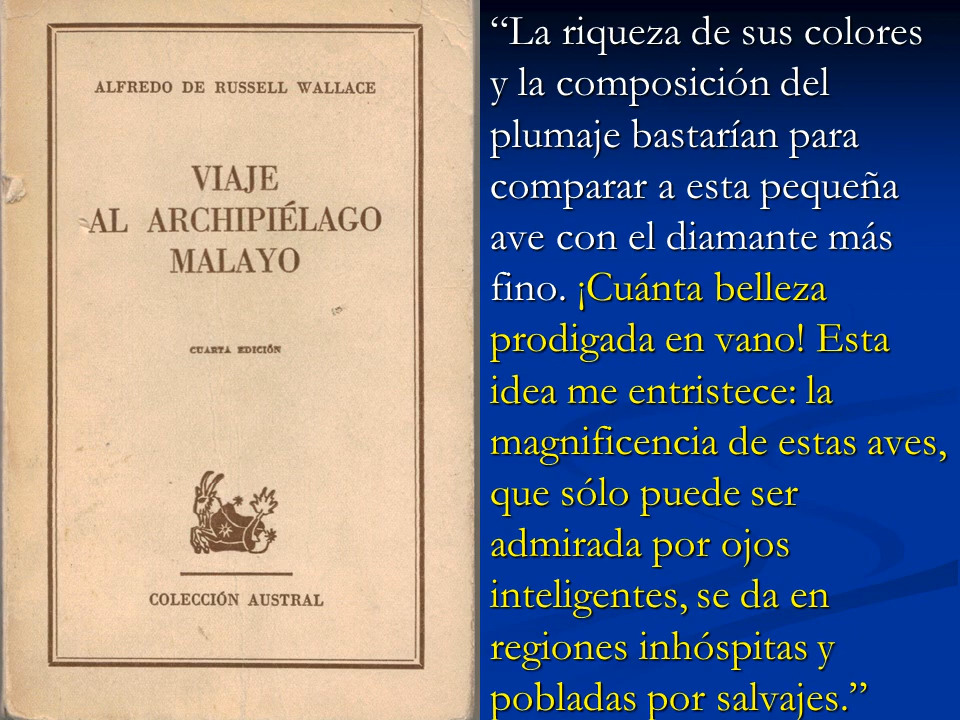 ALFREDO DE RUSSELL WALLACE
VIAJE
AL ARCHIPIÉLAGO
MALAYO
CUARTA EDICIÓN
COLECCIÓN AUSTRAL
“La riqueza de sus colores
y la composición del
plumaje bastarían para
comparar a esta pequeña
ave con el diamante más
fino. ¡Cuánta belleza
prodigada en vano! Esta
idea me entristece: la
magnificencia de estas aves,
que sólo puede ser
admirada por ojos
inteligentes, se da en
regiones inhóspitas y
pobladas por salvajes.”